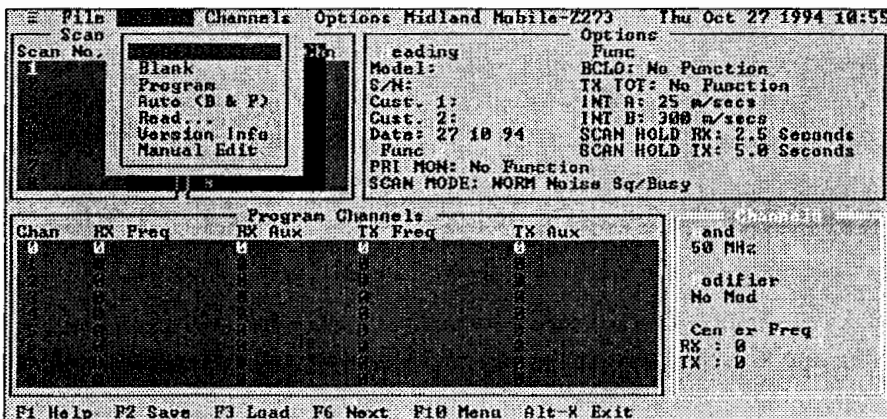 ≡ File Channels Options Midland Mobile-Z273 Thu Oct 27 1994 10:55
Scan
Scan No.
1
Blank
Program
Auto (B & P)
Read...
Version Info
Manual Edit
Options
eading
Model:
S/N:
Cust. 1:
Cust. 2:
Date: 27 10 94
Func
PRI MON: No Function
SCAN MODE: NORM Noise Sq/Busy
Func
BCLO: No Function
TX TOT: No Function
INT A: 25 m/secs
INT B: 300 m/secs
SCAN HOLD RX: 2.5 Seconds
SCAN HOLD TX: 5.0 Seconds
Program Channels
Chan RX Freq RX Aux TX Freq TX Aux
0 0 0 0 0
Channels
and
50 MHz
odifier
No Mod
Cen er Freq
RX : 0
TX : 0
F1 Help F2 Save F3 Load F6 Next F10 Menu Alt-X Exit